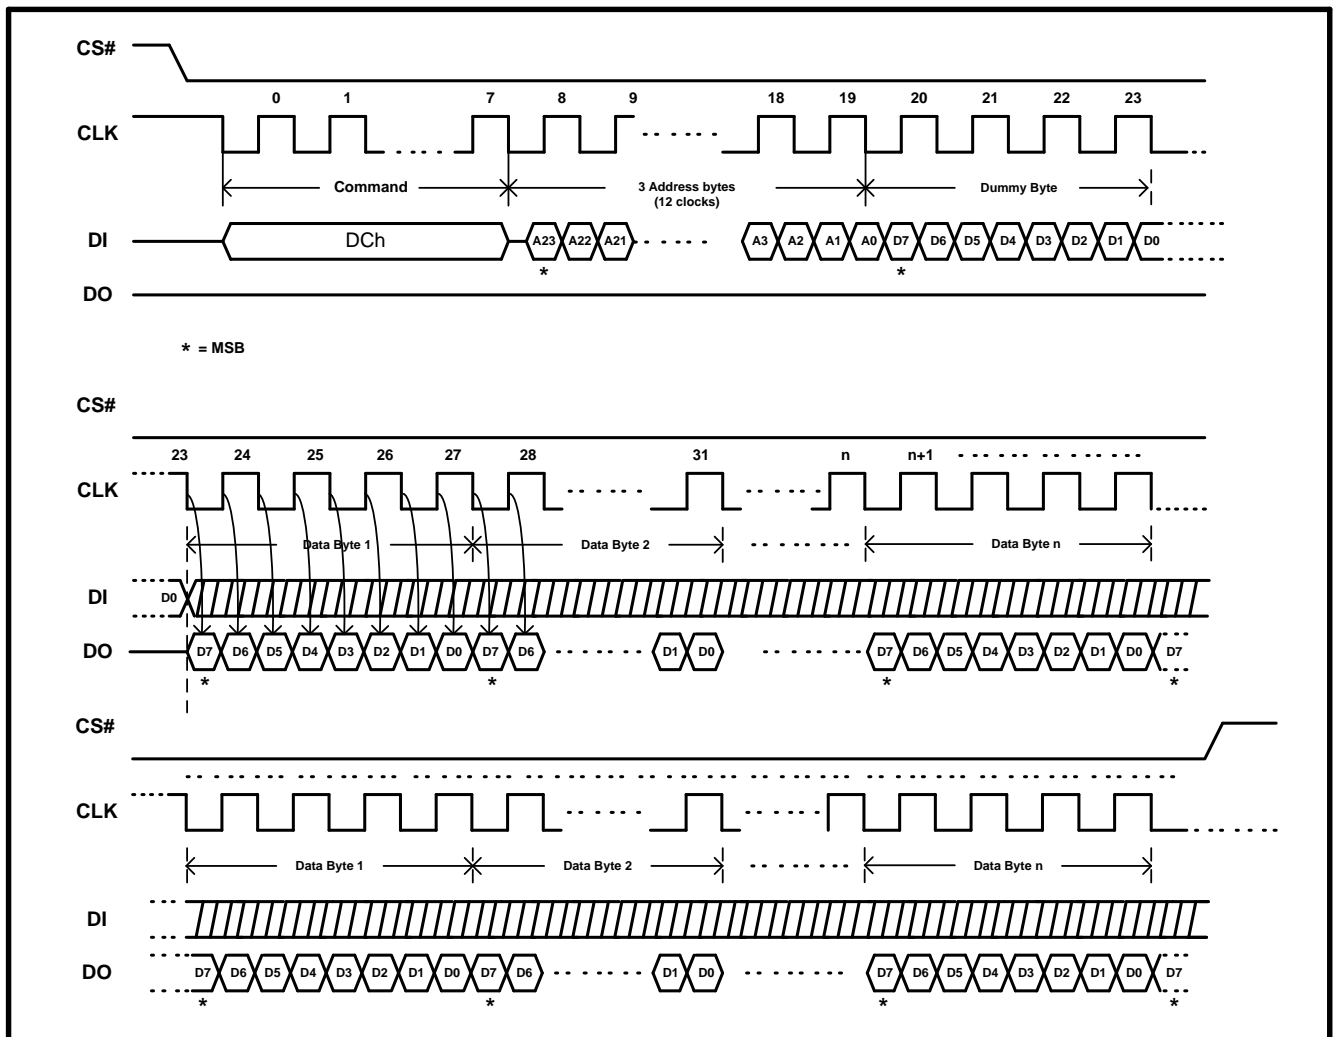 CS#
0 1 7 8 9 18 19 20 21 22 23
CLK
Command 3 Address bytes (12 clocks) Dummy Byte
DI DCh A23 A22 A21 A3 A2 A1 A0 D7 D6 D5 D4 D3 D2 D1 D0
* *
DO
* = MSB
CS#
23 24 25 26 27 28 31 n n+1
CLK
Data Byte 1 Data Byte 2 Data Byte n
DI D0
DO D7 D6 D5 D4 D3 D2 D1 D0 D7 D6 D1 D0 D7 D6 D5 D4 D3 D2 D1 D0 D7
* * * *
CS#
CLK
Data Byte 1 Data Byte 2 Data Byte n
DI
DO D7 D6 D5 D4 D3 D2 D1 D0 D7 D6 D1 D0 D7 D6 D5 D4 D3 D2 D1 D0 D7
* * * *